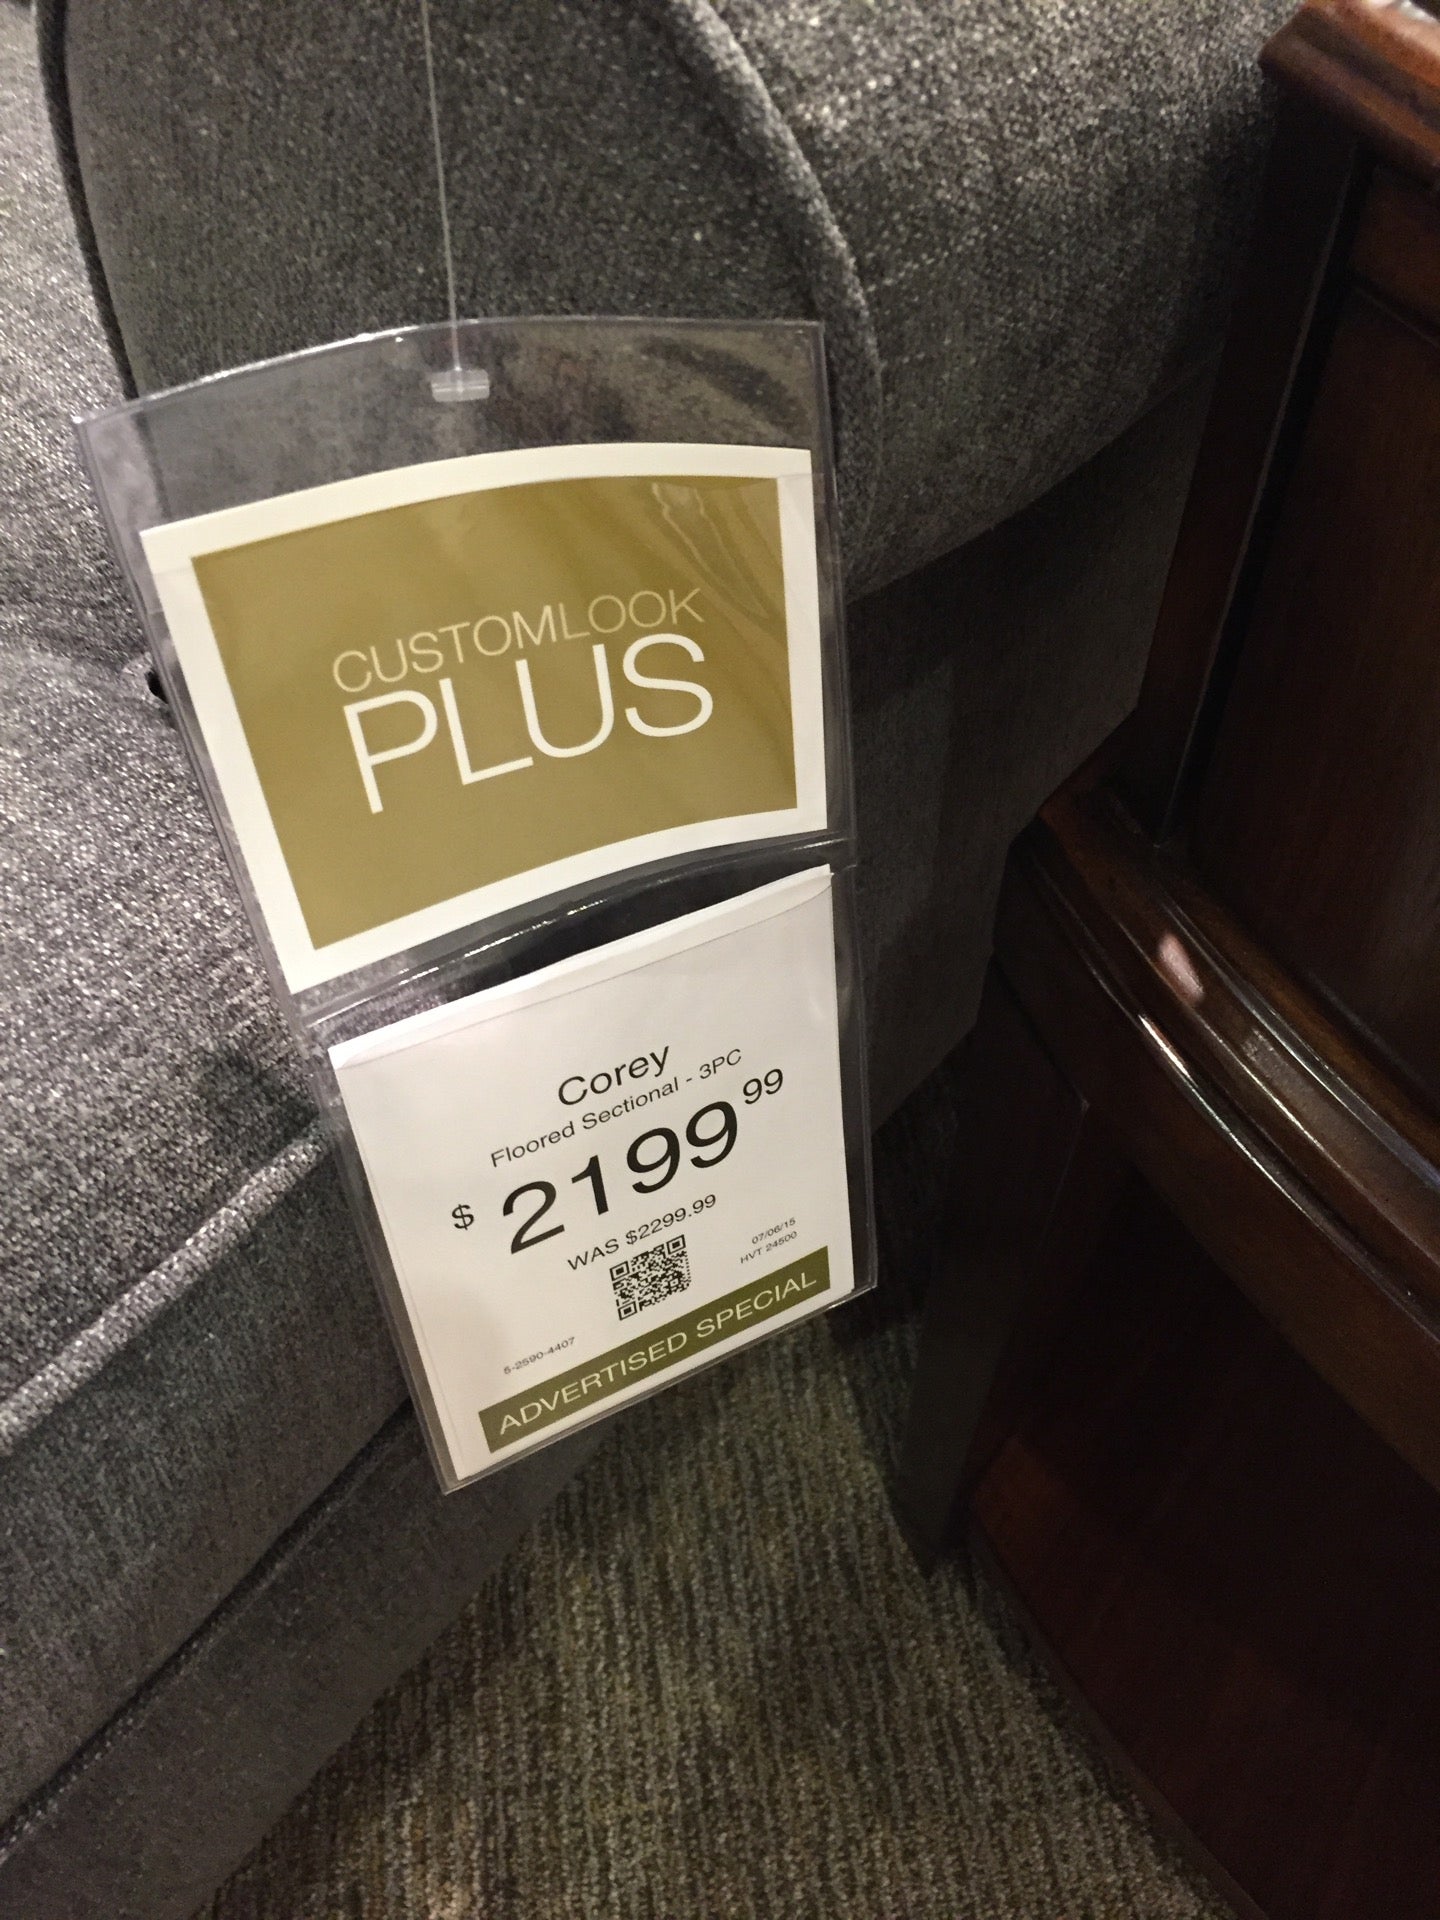 CUSTOMLOOK
PLUS
Corey
Floored Sectional - 3PC
$ 2199 99
WAS $2299.99
07/06/15
HVT 24500
5-2590-4407
ADVERTISED SPECIAL